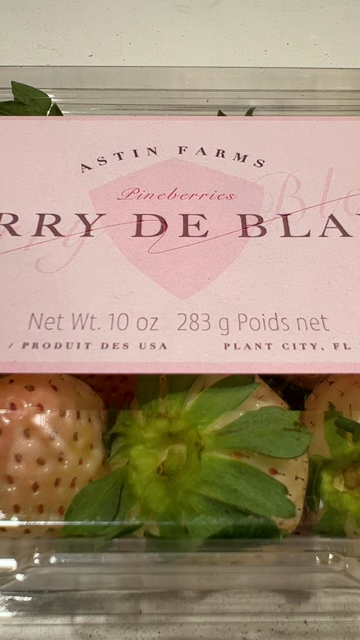 ASTIN FARMS
Pineberries
RRY DE BLA
Net Wt. 10 oz 283 g Poids net
/ PRODUIT DES USA PLANT CITY, FL